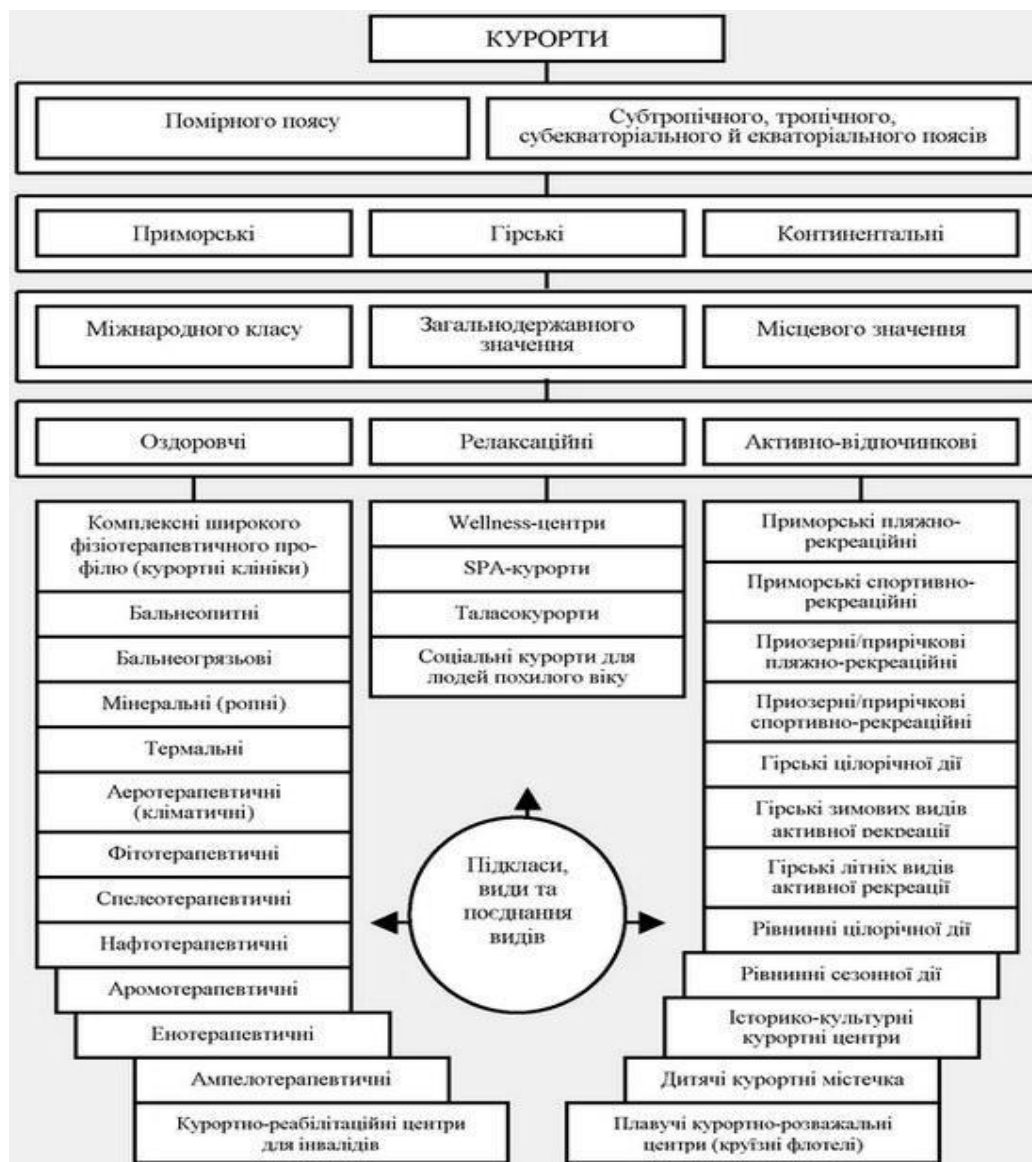 КУРОРТИ
Помірного поясу
Субтропічного, тропічного,
субекваторіального й екваторіального поясів
Приморські
Гірські
Континентальні
Міжнародного класу
Загальнодержавного
значення
Місцевого значення
Оздоровчі
Релаксаційні
Активно-відпочинкові
Комплексні широкого
фізіотерапевтичного про-
філю (курортні клініки)
Бальнеопитні
Бальнеогрязьові
Мінеральні (ропні)
Термальні
Аеротерапевтичні
(кліматичні)
Фітотерапевтичні
Спелеотерапевтичні
Нафтотерапевтичні
Аромотерапевтичні
Енотерапевтичні
Ампелотерапевтичні
Курортно-реабілітаційні центри
для інвалідів
Wellness-центри
SPA-курорти
Таласокурорти
Соціальні курорти для
людей похилого віку
Підкласи,
види та
поєднання
видів
Приморські пляжно-
рекреаційні
Приморські спортивно-
рекреаційні
Приозерні/прирічкові
пляжно-рекреаційні
Приозерні/прирічкові
спортивно-рекреаційні
Гірські цілорічної дії
Гірські зимових видів
активної рекреації
Гірські літніх видів
активної рекреації
Рівнинні цілорічної дії
Рівнинні сезонної дії
Історико-культурні
курортні центри
Дитячі курортні містечка
Плавучі курортно-розважальні
центри (круїзні флотелі)